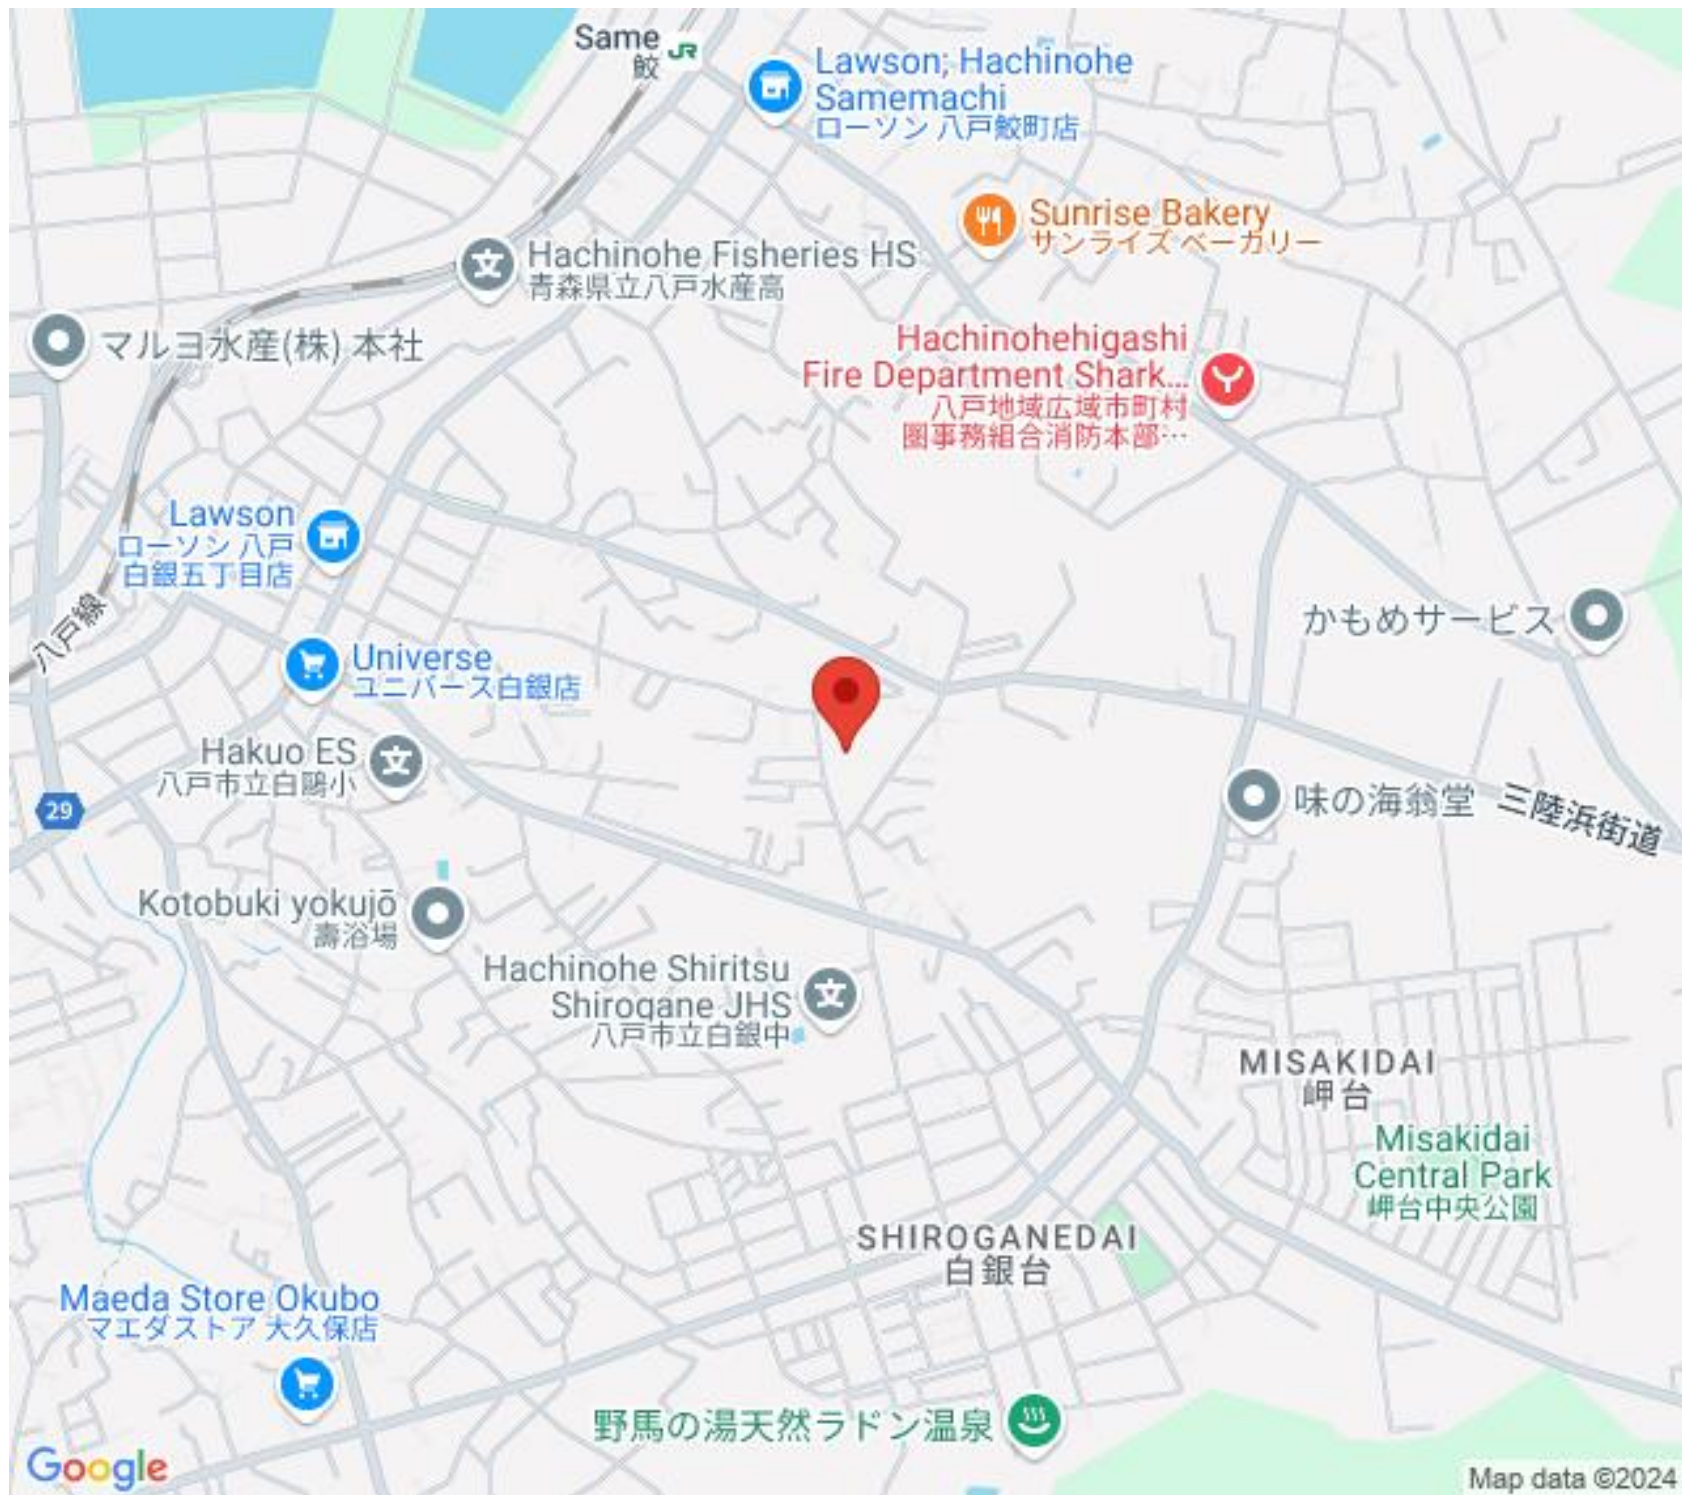 Same
鮫
JR
Lawson, Hachinohe
Samemachi
ローソン 八戸鮫町店
Sunrise Bakery
サンライズ ベーカリー
Hachinohe Fisheries HS
青森県立八戸水産高
マルヨ水産(株) 本社
Hachinohehigashi
Fire Department Shark...
八戸地域広域市町村
圏事務組合消防本部…
Lawson
ローソン 八戸
白銀五丁目店
八戸線
かもめサービス
Universe
ユニバース白銀店
Hakuo ES
八戸市立白鷗小
29
味の海翁堂
三陸浜街道
Kotobuki yokujō
壽浴場
Hachinohe Shiritsu
Shirogane JHS
八戸市立白銀中
MISAKIDAI
岬台
Misakidai
Central Park
岬台中央公園
SHIROGANEDAI
白銀台
Maeda Store Okubo
マエダストア 大久保店
野馬の湯天然ラドン温泉
Google
Map data ©2024